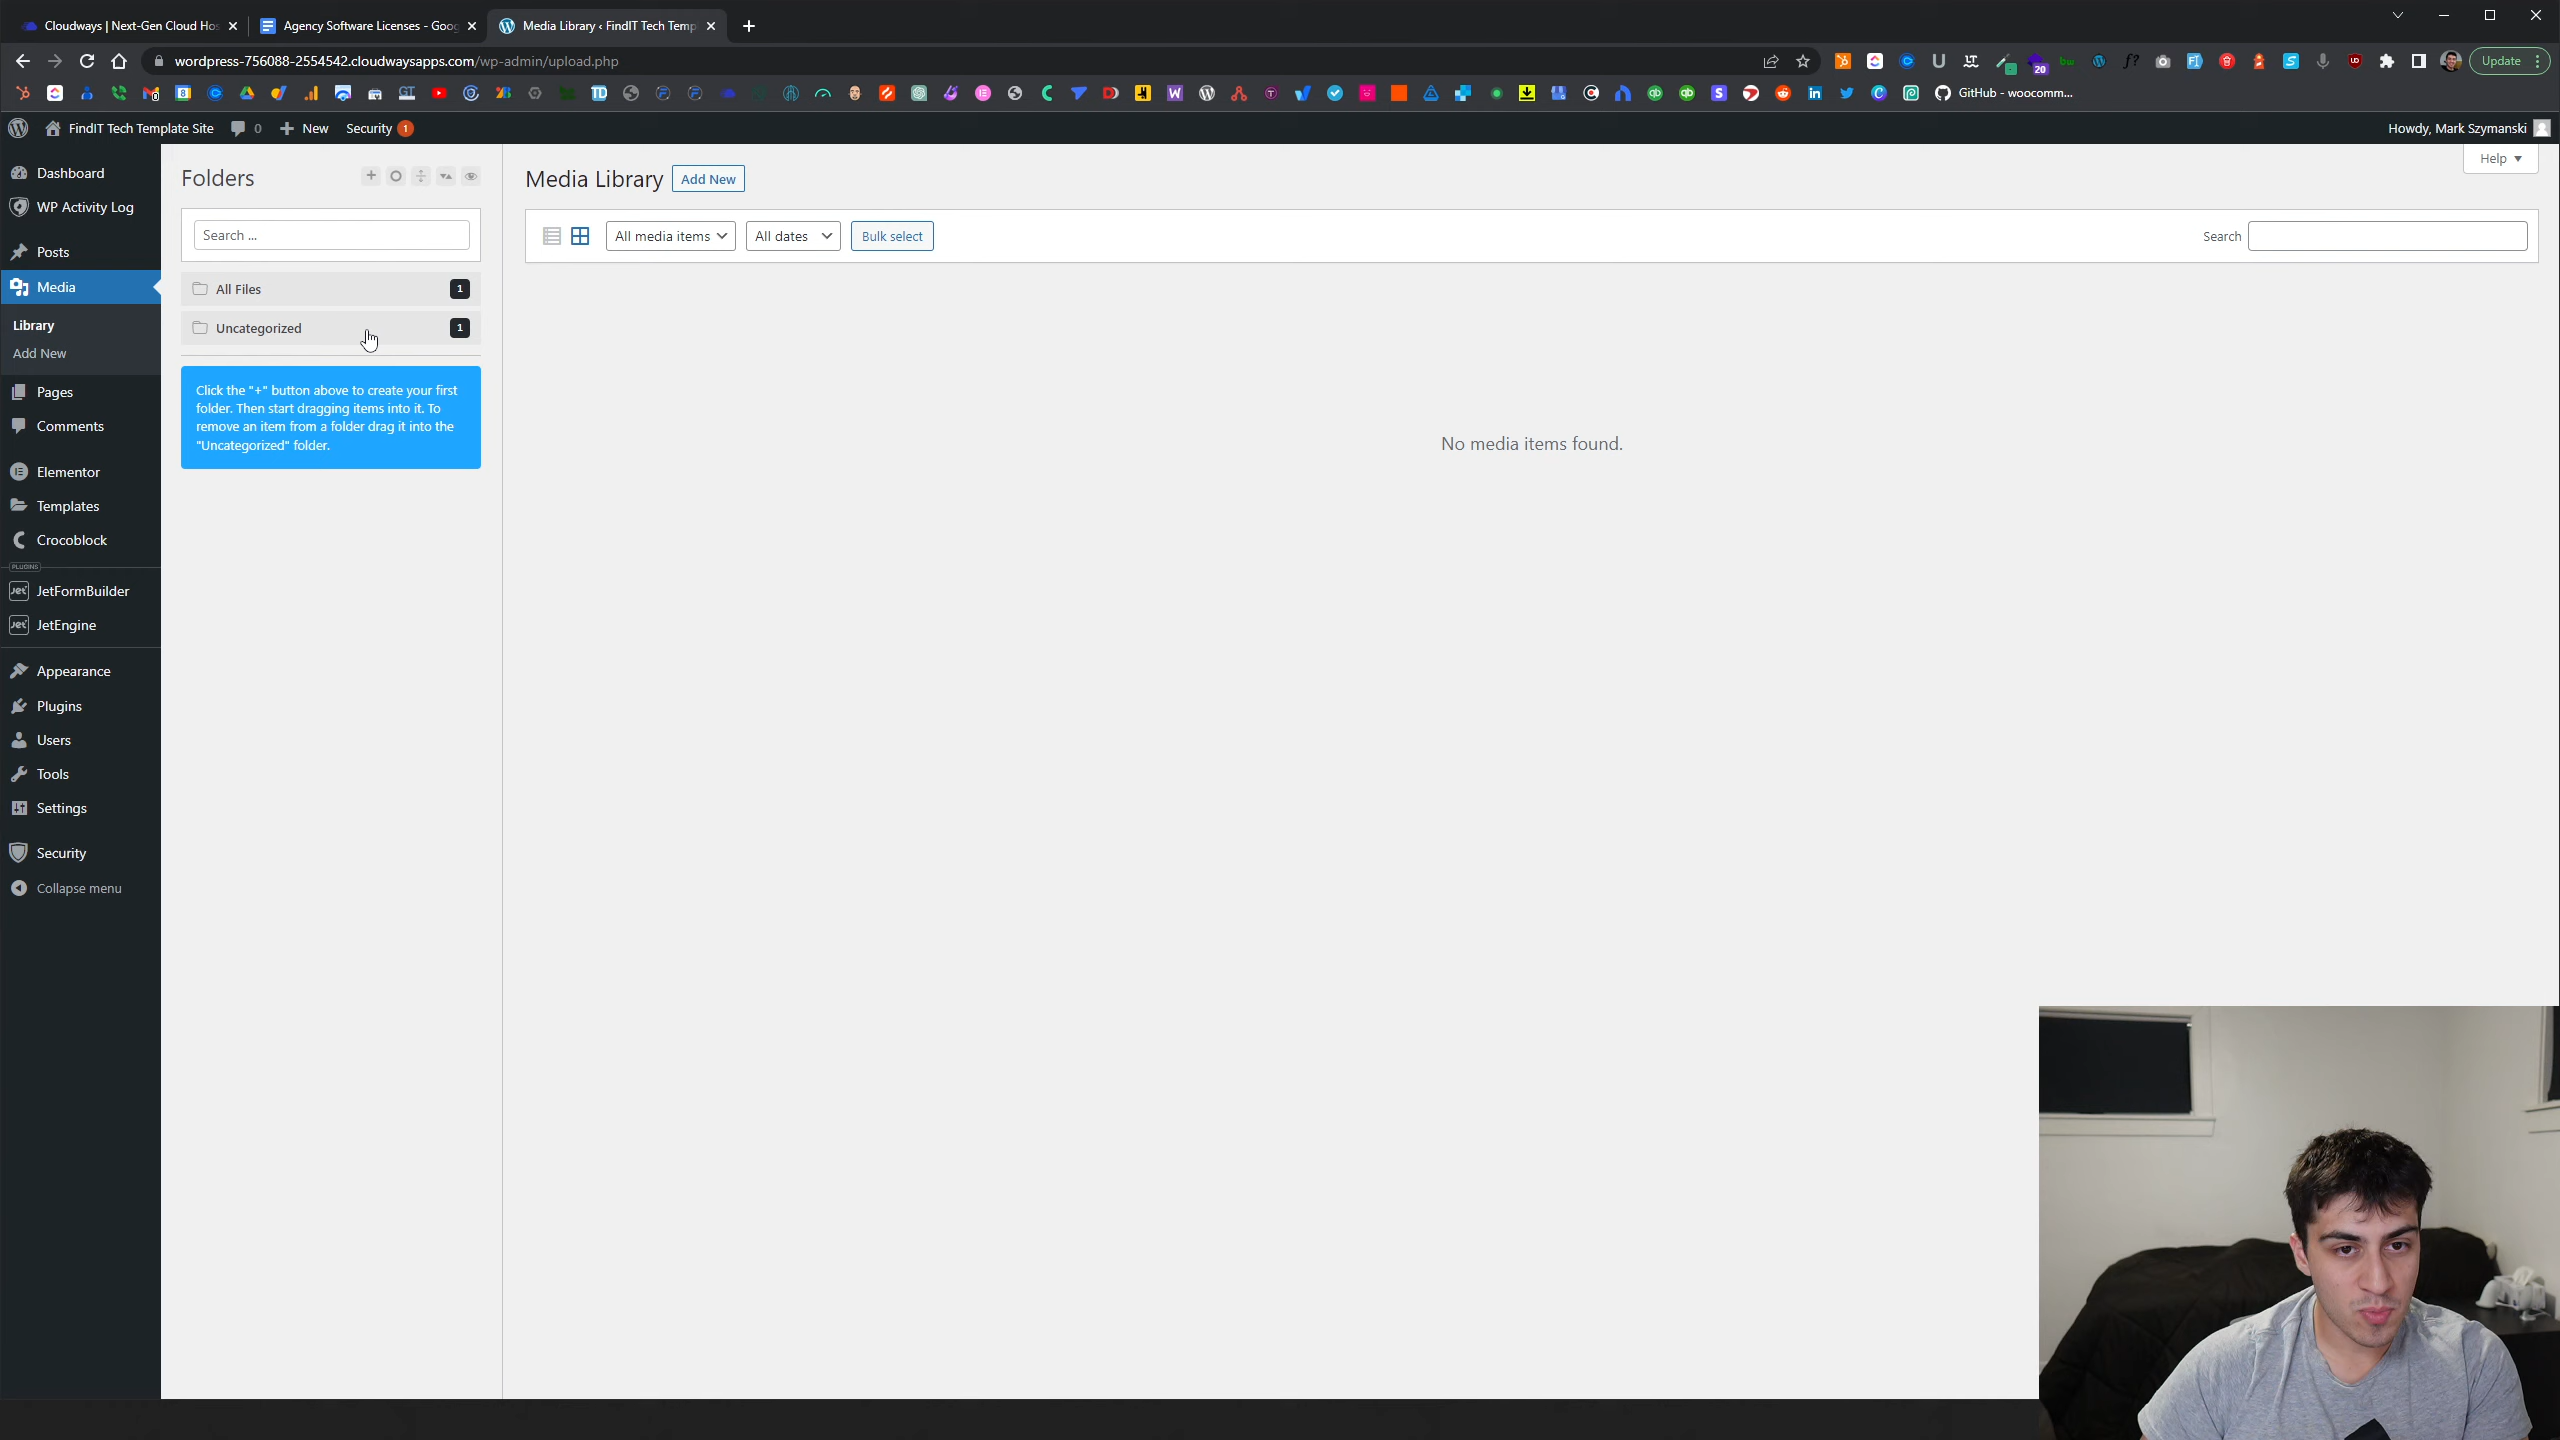 Cloudways | Next-Gen Cloud Hos
Agency Software Licenses - Goog
Media Library ‹ FindIT Tech Temp
wordpress-756088-2554542.cloudwaysapps.com/wp-admin/upload.php
20
Update
GitHub - woocomm...
FindIT Tech Template Site
0
New
Security 1
Howdy, Mark Szymanski
Dashboard
WP Activity Log
Posts
Media
Library
Add New
Pages
Comments
Elementor
Templates
Crocoblock
PLUGINS
JetFormBuilder
JetEngine
Appearance
Plugins
Users
Tools
Settings
Security
Collapse menu
Folders
Search ...
All Files 1
Uncategorized 1
Click the "+" button above to create your first
folder. Then start dragging items into it. To
remove an item from a folder drag it into the
"Uncategorized" folder.
Media Library
Add New
Help
All media items
All dates
Bulk select
Search
No media items found.